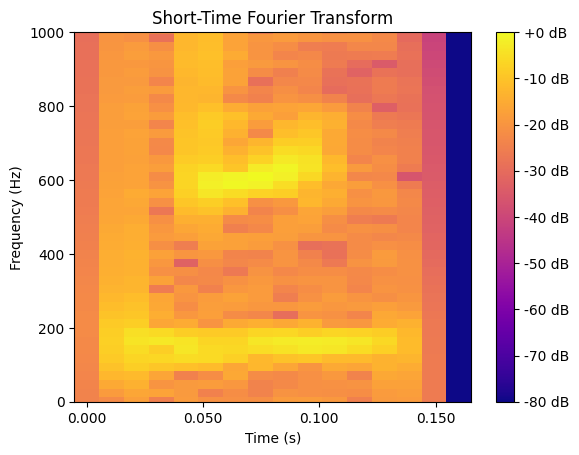 Short-Time Fourier Transform
1000
800
600
400
200
0
Frequency (Hz)
0.000
0.050
0.100
0.150
Time (s)
+0 dB
-10 dB
-20 dB
-30 dB
-40 dB
-50 dB
-60 dB
-70 dB
-80 dB